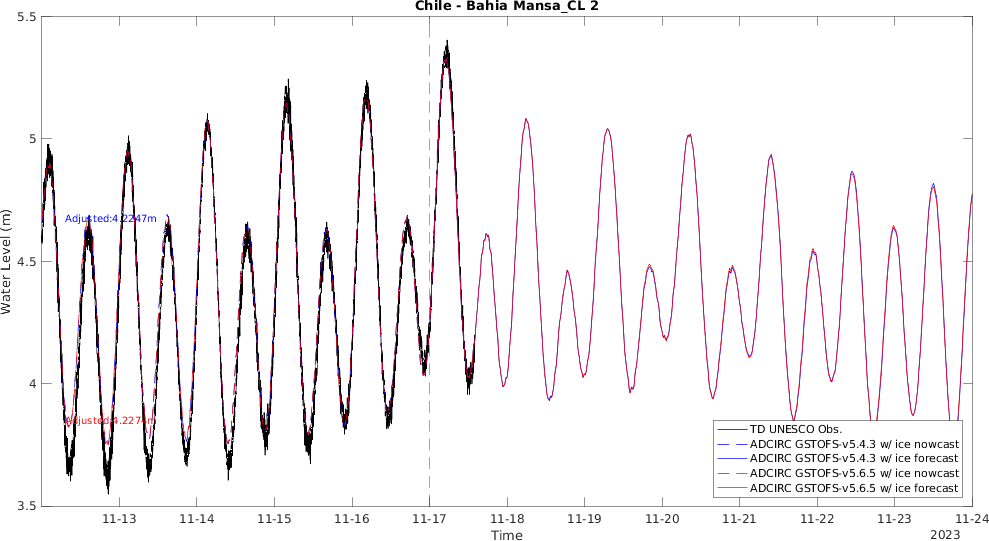 Chile - Bahia Mansa_CL 2
5.5
5
4.5
4
3.5
Water Level (m)
Adjusted:4.2247m
Adjusted:4.2274m
TD UNESCO Obs.
ADCIRC GSTOFS-v5.4.3 w/ ice nowcast
ADCIRC GSTOFS-v5.4.3 w/ ice forecast
ADCIRC GSTOFS-v5.6.5 w/ ice nowcast
ADCIRC GSTOFS-v5.6.5 w/ ice forecast
11-13 11-14 11-15 11-16 11-17 11-18 11-19 11-20 11-21 11-22 11-23 11-24
Time
2023